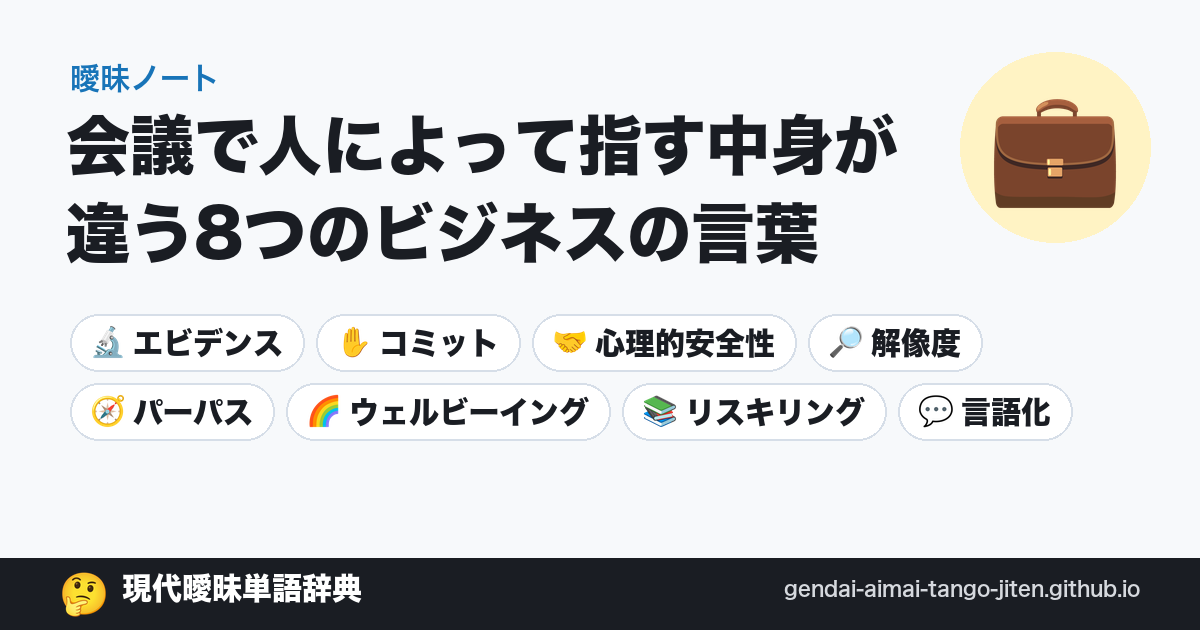 曖昧ノート
会議で人によって指す中身が
違う8つのビジネスの言葉
エビデンス コミット 心理的安全性 解像度
パーパス ウェルビーイング リスキリング 言語化
現代曖昧単語辞典 gendai-aimai-tango-jiten.github.io